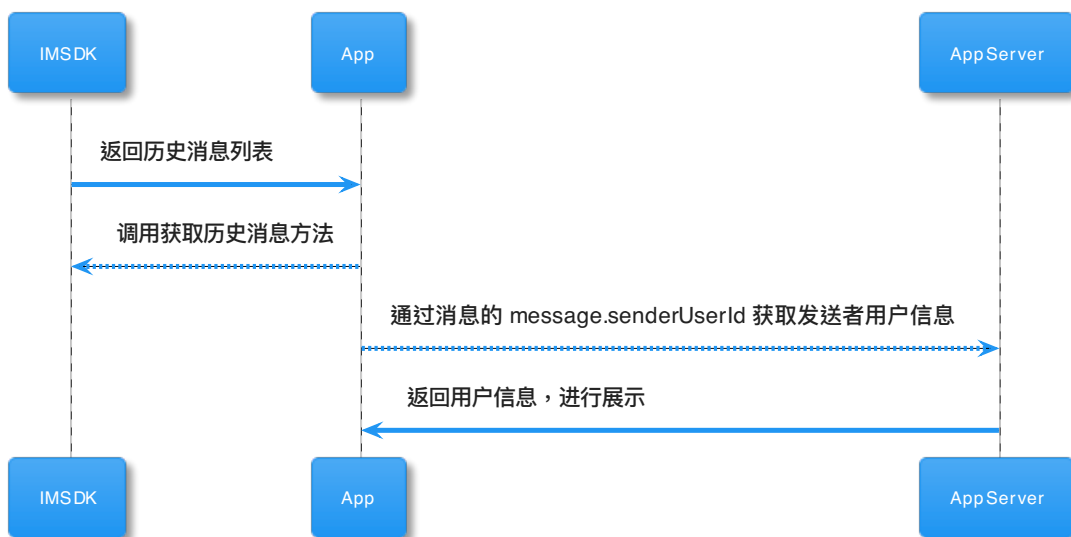 IMSDK
App
AppServer
返回历史消息列表
调用获取历史消息方法
通过消息的 message.senderUserId 获取发送者用户信息
返回用户信息，进行展示
IMSDK
App
AppServer